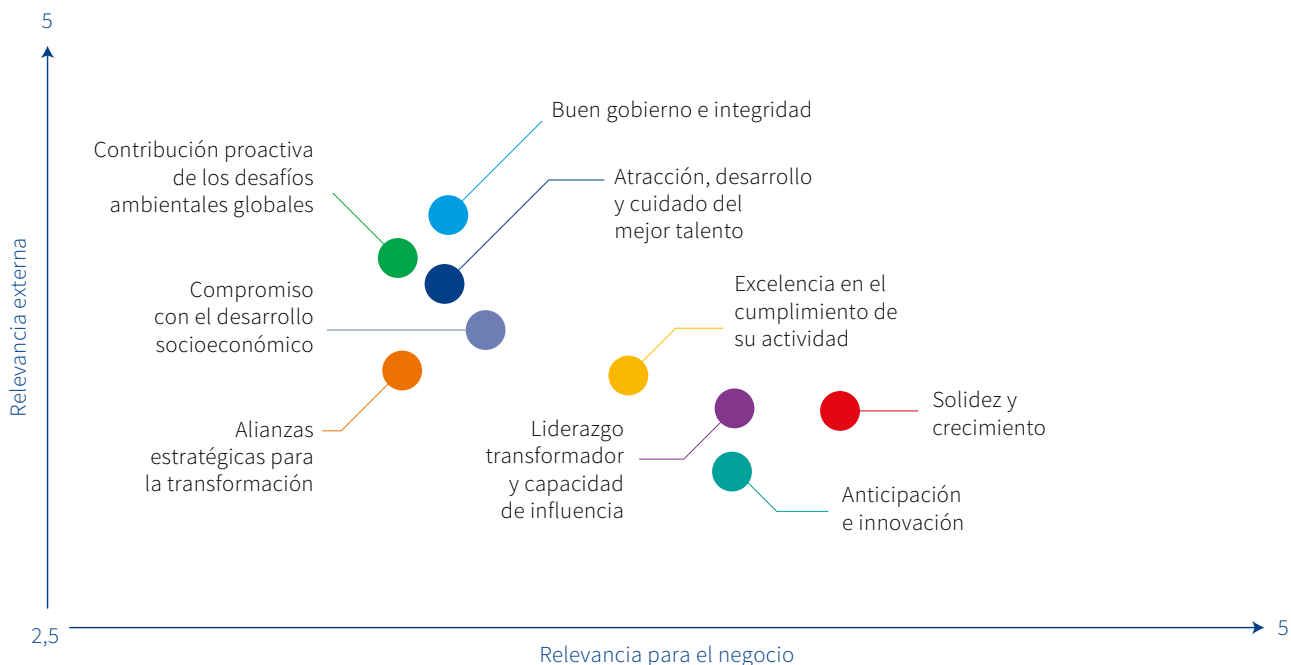 5
Buen gobierno e integridad
Contribución proactiva
de los desafíos
ambientales globales
Atracción, desarrollo
y cuidado del
mejor talento
Relevancia externa
Compromiso
con el desarrollo
socioeconómico
Excelencia en el
cumplimiento de
su actividad
Alianzas
estratégicas para
la transformación
Liderazgo
transformador
y capacidad
de influencia
Solidez y
crecimiento
Anticipación
e innovación
2,5
5
Relevancia para el negocio